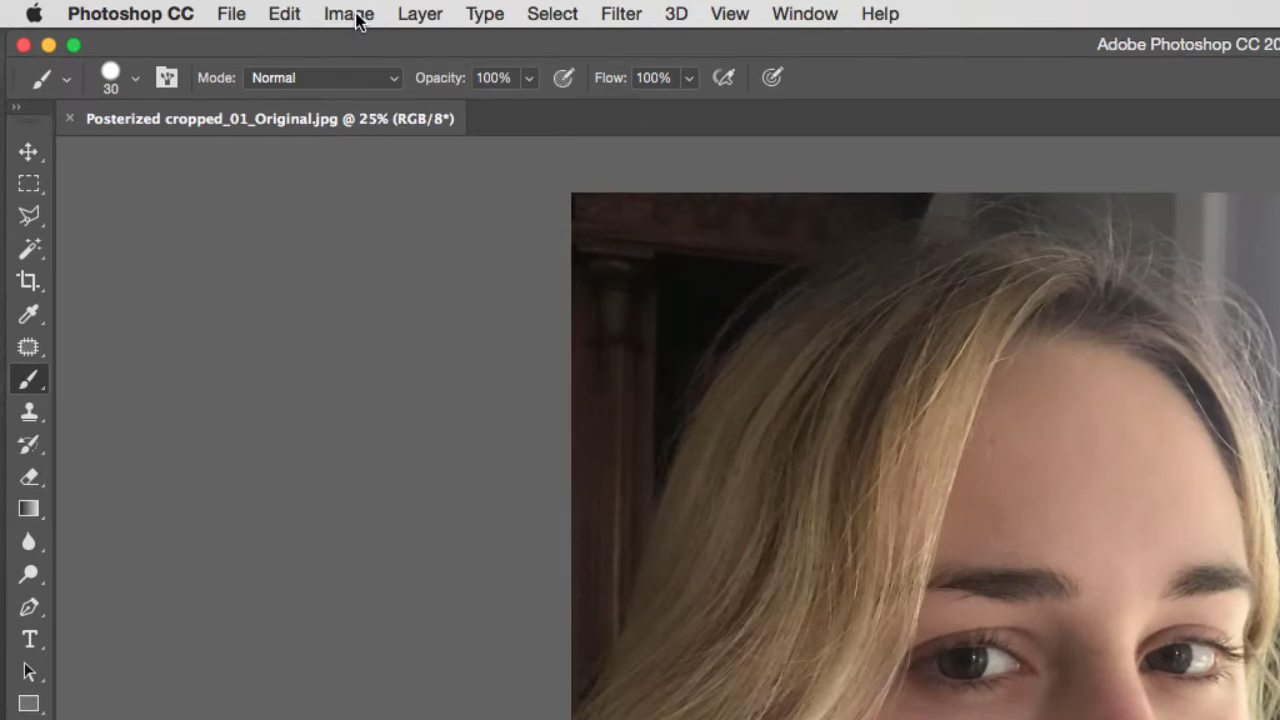 Photoshop CC File Edit Image Layer Type Select Filter 3D View Window Help
Adobe Photoshop CC
30 Mode: Normal Opacity: 100% Flow: 100%
Posterized cropped_01_Original.jpg @ 25% (RGB/8*)